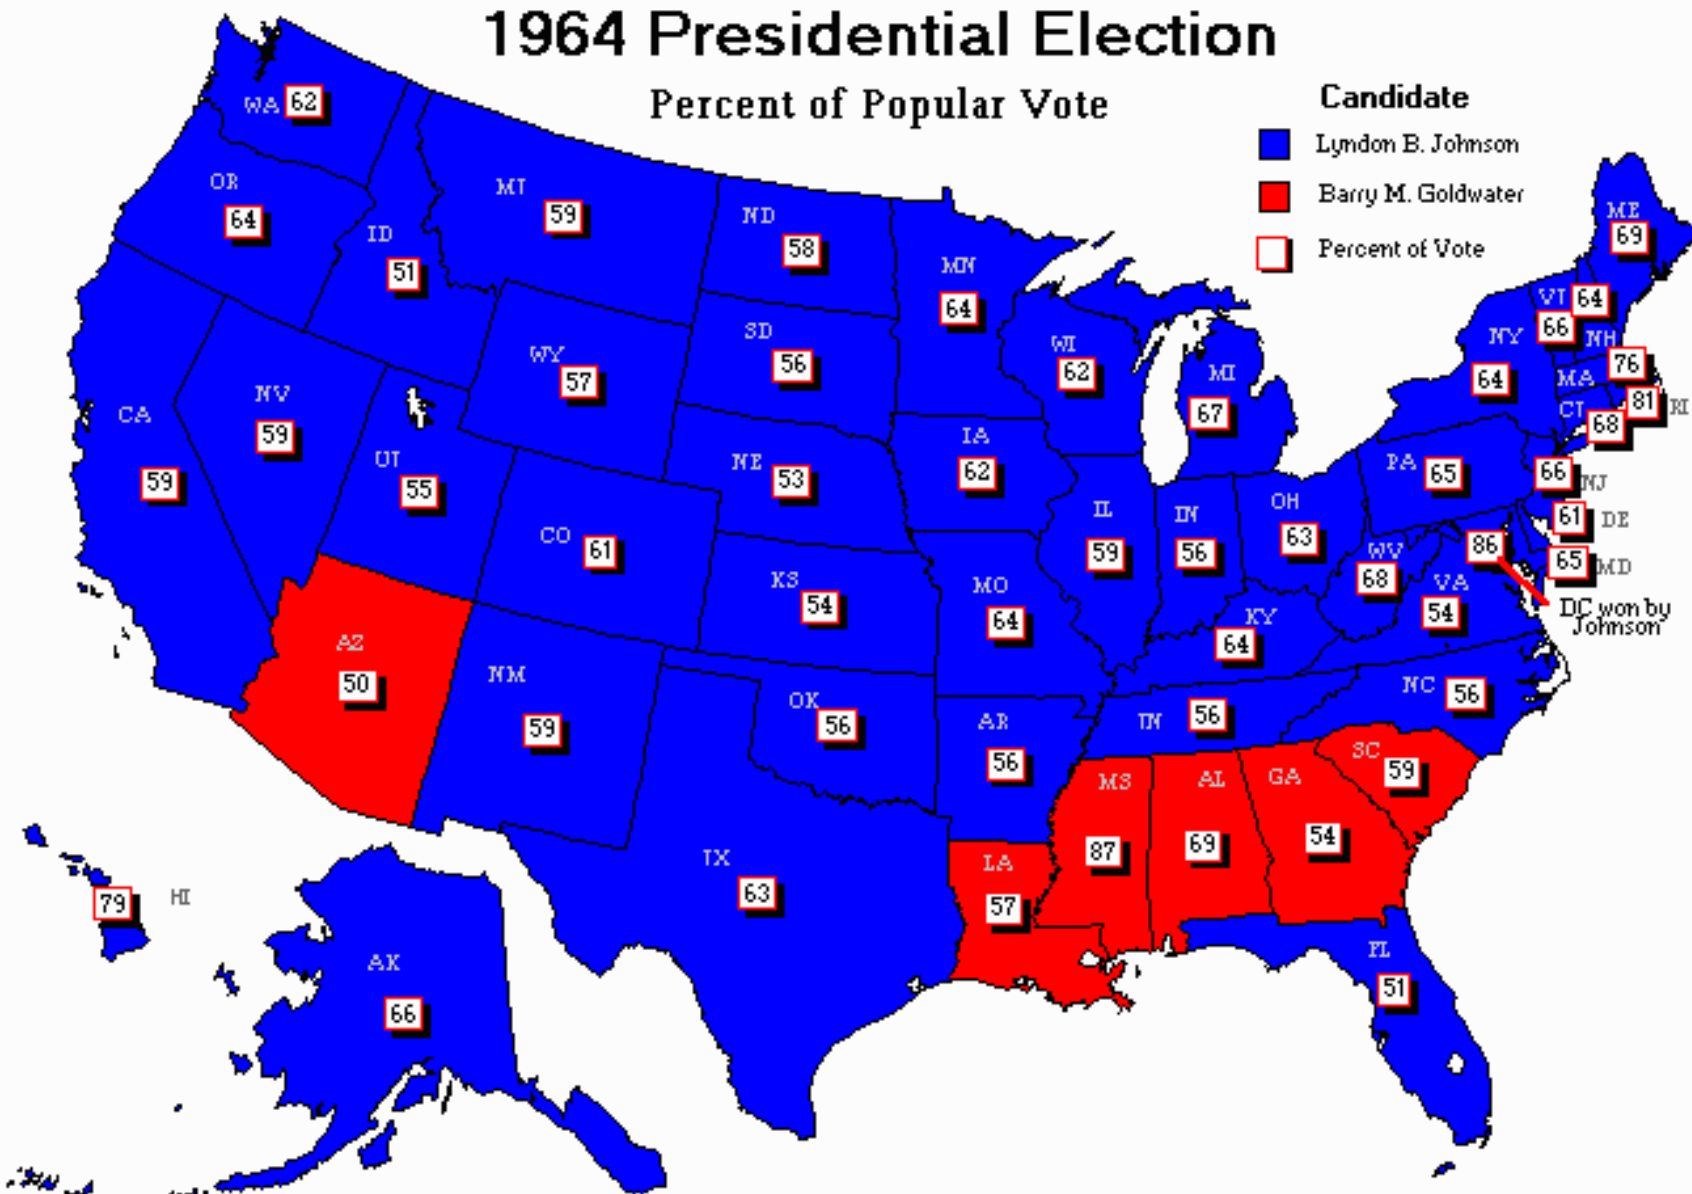 1964 Presidential Election
Percent of Popular Vote
Candidate
Lyndon B. Johnson
Barry M. Goldwater
Percent of Vote
WA 62
OR
64
ID
51
MT
59
ND
58
MN
64
SD
56
WY
57
WI
62
MI
67
ME
69
VT 64
66
NH
NY
64
76
MA
81 RI
CT
68
NV
59
CA
59
UT
55
CO
61
NE
53
IA
62
IL
59
IN
56
OH
63
PA
65
66
NJ
61 DE
65 MD
86
DC won by
Johnson
WV
68
VA
54
KS
54
MO
64
KY
64
AZ
50
NM
59
OK
56
AR
56
TN 56
NC 56
SC
59
MS
87
AL
69
GA
54
LA
57
TX
63
FL
51
79 HI
AK
66